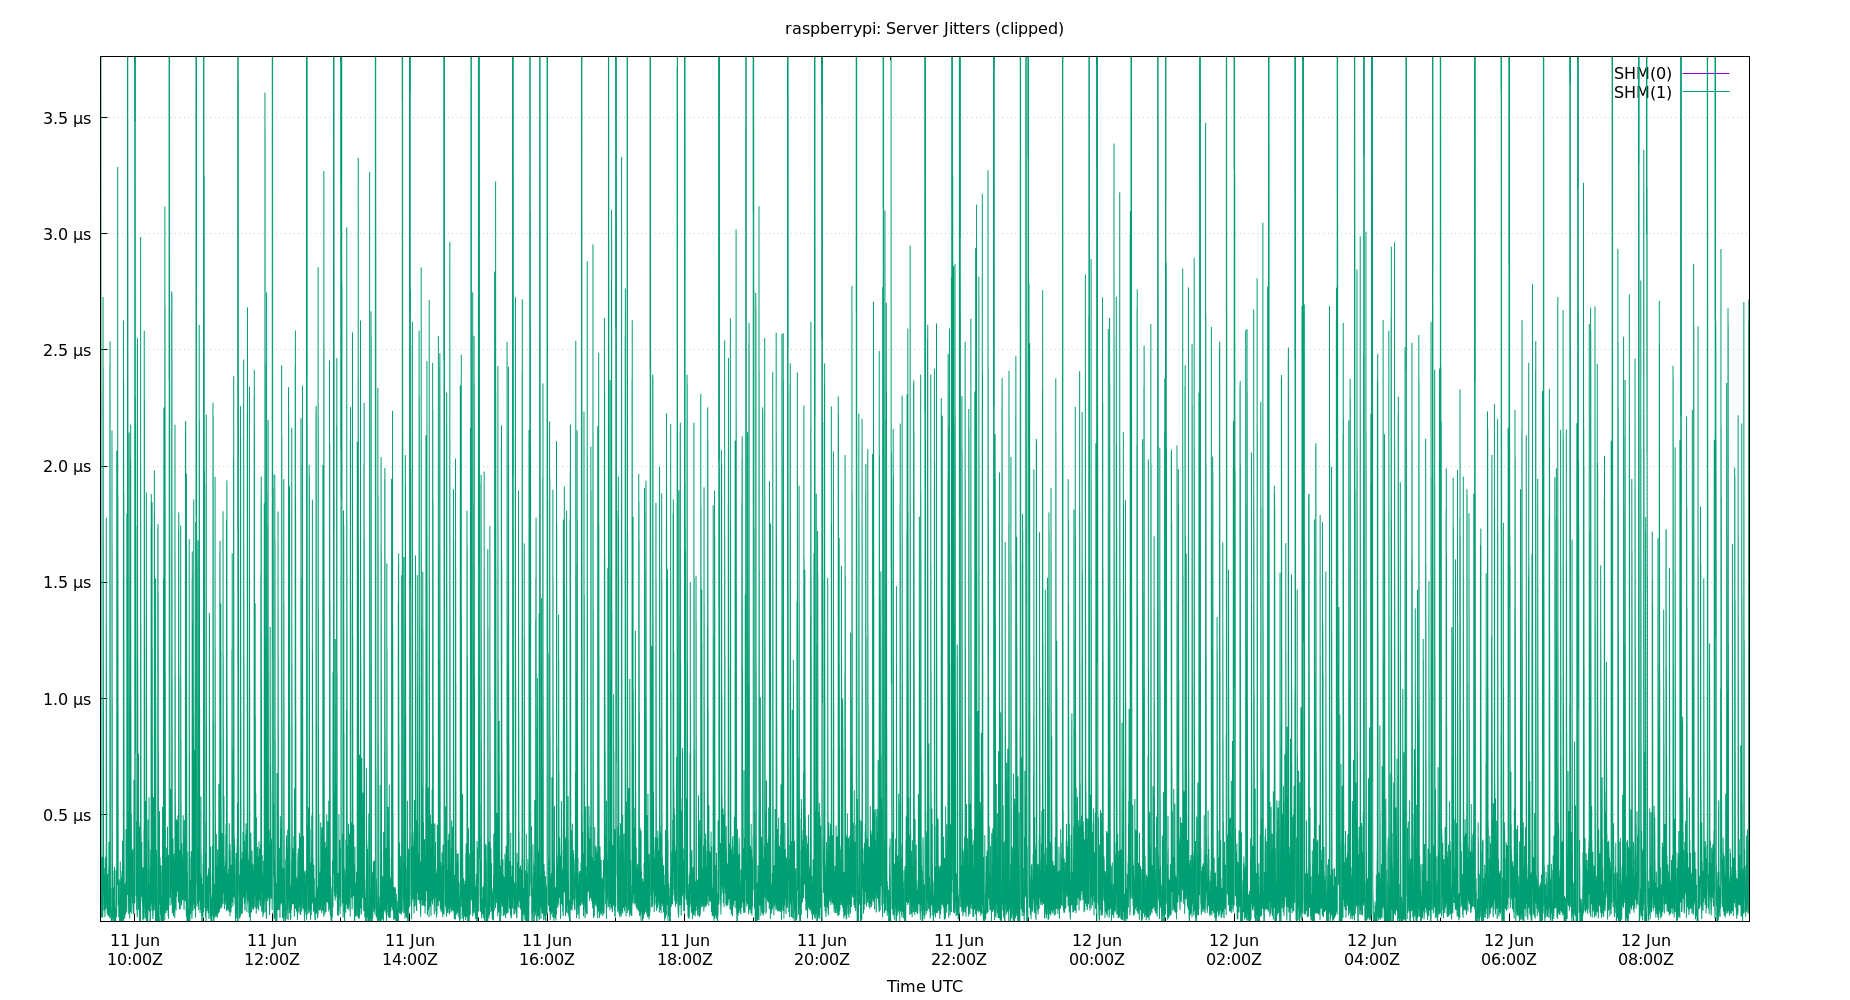 raspberrypi: Server Jitters (clipped)
SHM(0)
SHM(1)
3.5 µs
3.0 µs
2.5 µs
2.0 µs
1.5 µs
1.0 µs
0.5 µs
11 Jun 11 Jun 11 Jun 11 Jun 11 Jun 11 Jun 11 Jun 12 Jun 12 Jun 12 Jun 12 Jun 12 Jun
10:00Z 12:00Z 14:00Z 16:00Z 18:00Z 20:00Z 22:00Z 00:00Z 02:00Z 04:00Z 06:00Z 08:00Z
Time UTC